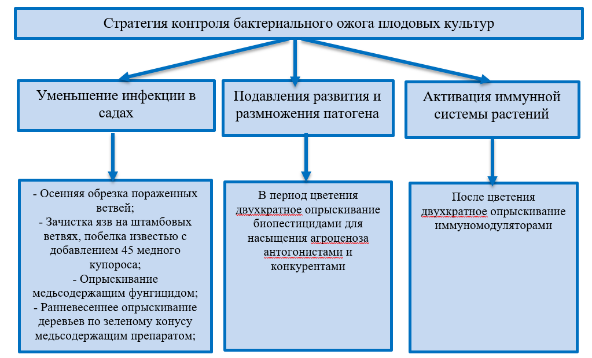 Стратегия контроля бактериального ожога плодовых культур
Уменьшение инфекции в
садах
Подавления развития и
размножения патогена
Активация иммунной
системы растений
- Осенняя обрезка пораженных
ветвей;
- Зачистка язв на штамбовых
ветвях, побелка известью с
добавлением 45 медного
купороса;
- Опрыскивание
медьсодержащим фунгицидом;
- Ранневесеннее опрыскивание
деревьев по зеленому конусу
медьсодержащим препаратом;
В период цветения
двухкратное опрыскивание
биопестицидами для
насыщения агроценоза
антогонистами и
конкурентами
После цветения
двухкратное опрыскивание
иммуномодуляторами